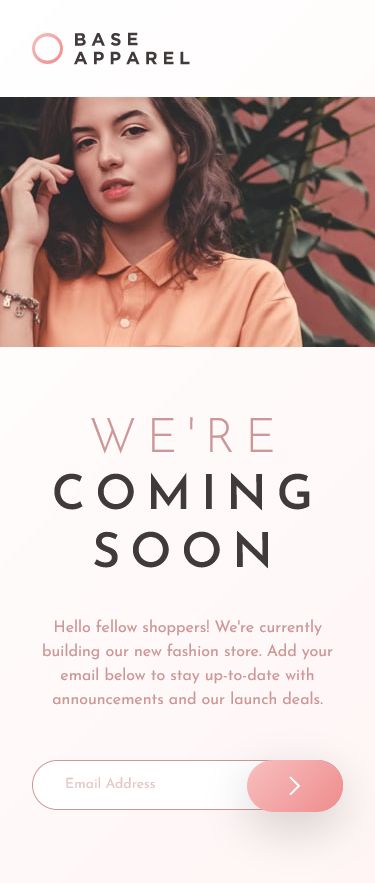 BASE
APPAREL
WE'RE
COMING
SOON
Hello fellow shoppers! We're currently
building our new fashion store. Add your
email below to stay up-to-date with
announcements and our launch deals.
Email Address